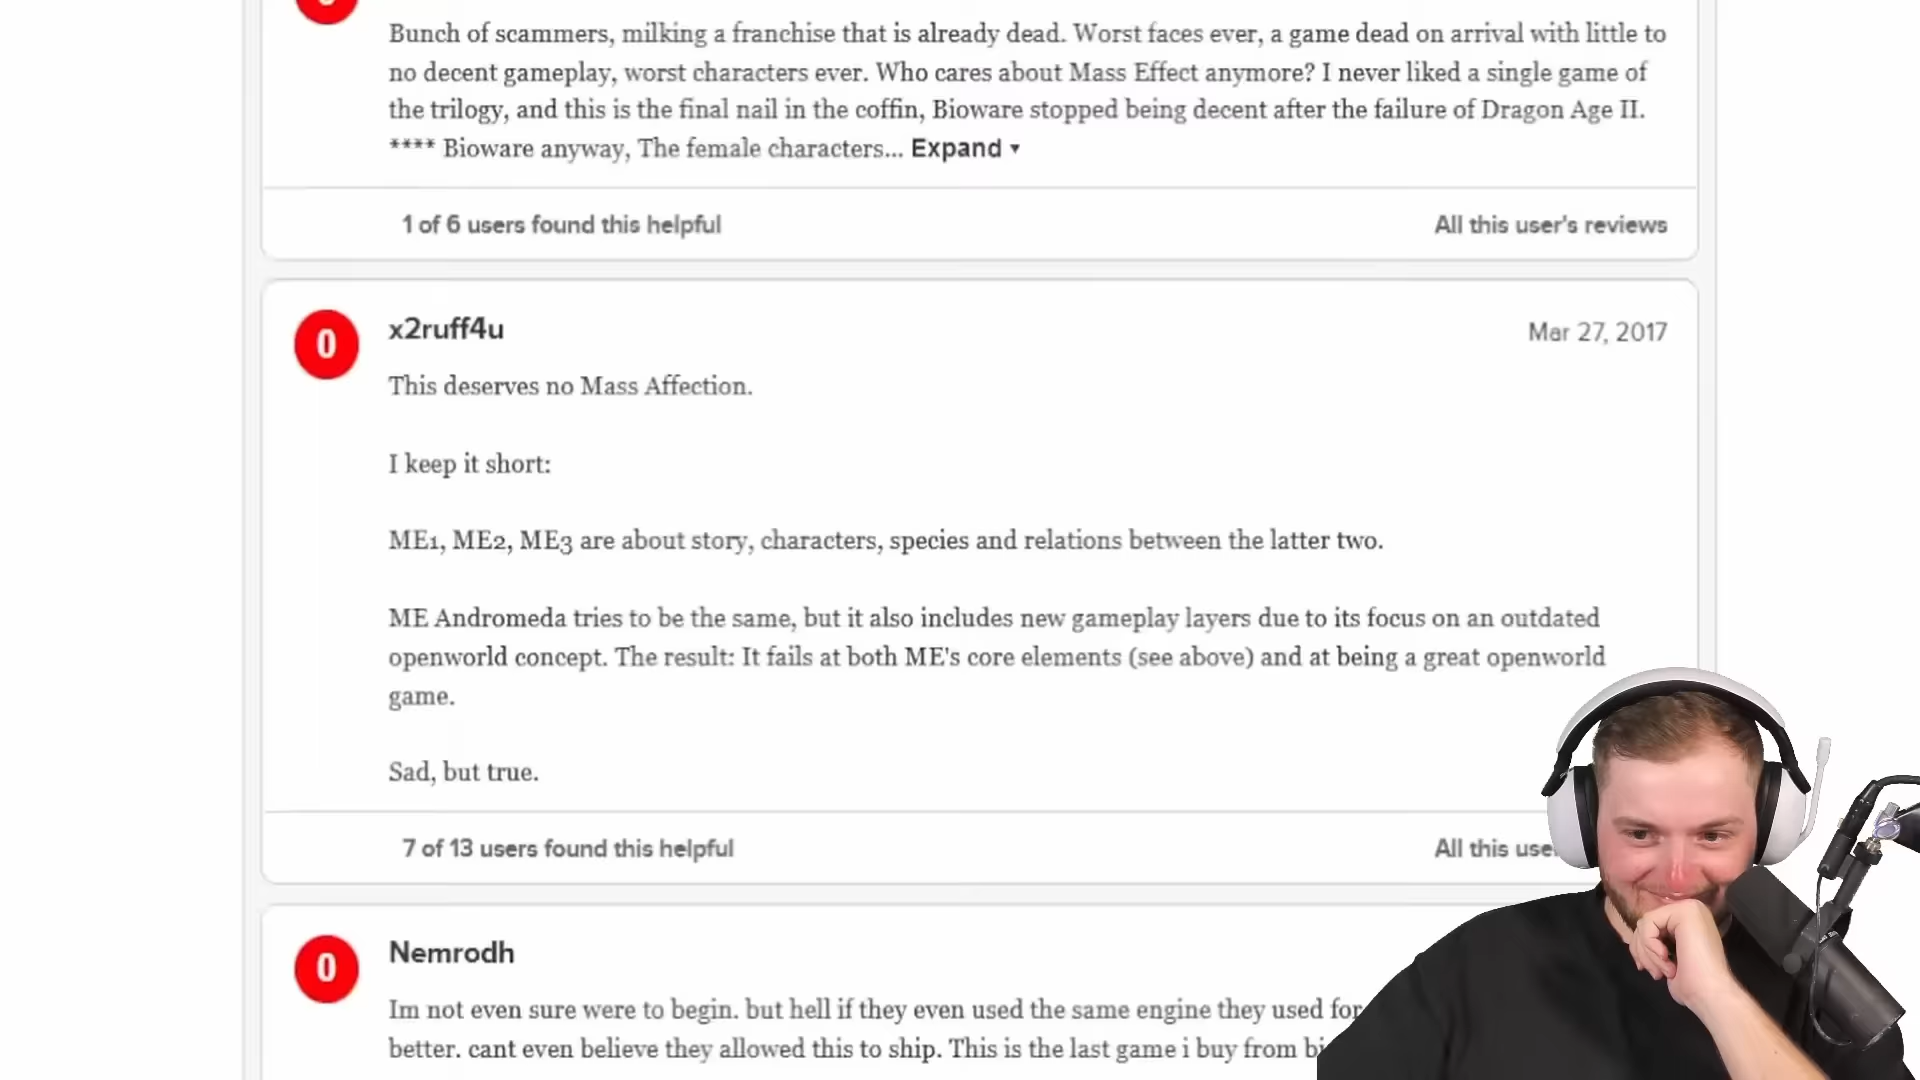 Bunch of scammers, milking a franchise that is already dead. Worst faces ever, a game dead on arrival with little to
no decent gameplay, worst characters ever. Who cares about Mass Effect anymore? I never liked a single game of
the trilogy, and this is the final nail in the coffin, Bioware stopped being decent after the failure of Dragon Age II.
**** Bioware anyway, The female characters... Expand ▾
1 of 6 users found this helpful
All this user's reviews
0
x2ruff4u
Mar 27, 2017
This deserves no Mass Affection.
I keep it short:
ME1, ME2, ME3 are about story, characters, species and relations between the latter two.
ME Andromeda tries to be the same, but it also includes new gameplay layers due to its focus on an outdated
openworld concept. The result: It fails at both ME's core elements (see above) and at being a great openworld
game.
Sad, but true.
7 of 13 users found this helpful
All this
0
Nemrodh
Im not even sure were to begin. but hell if they even used the same engine they used for
better. cant even believe they allowed this to ship. This is the last game i buy from